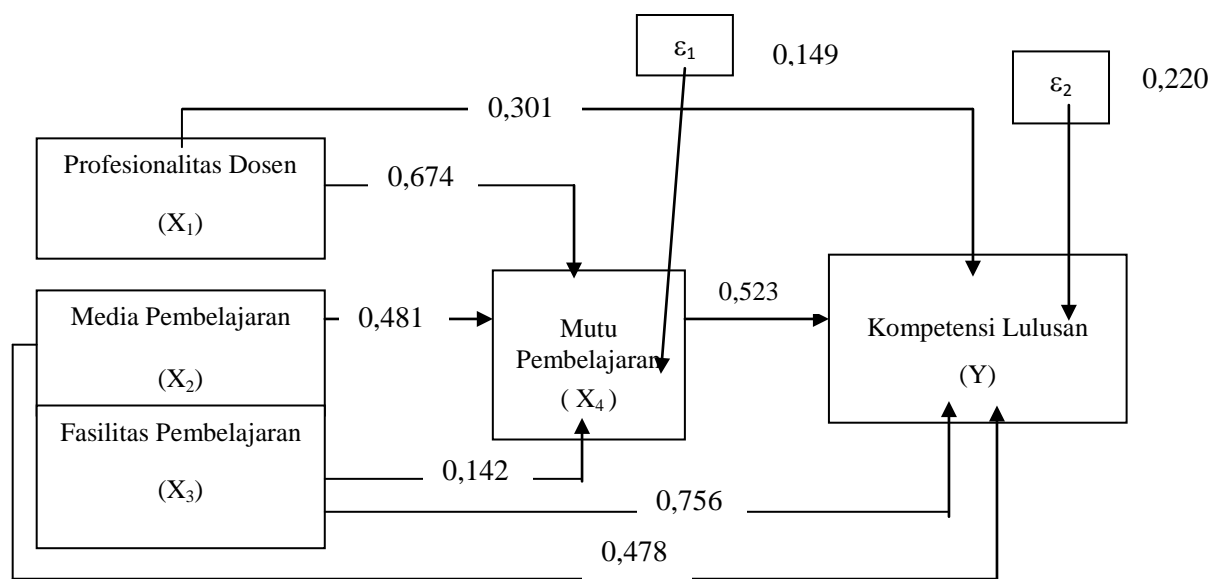 ε1
0,149
ε2
0,220
0,301
Profesionalitas Dosen
(X1)
0,674
Media Pembelajaran
(X2)
0,481
Mutu
Pembelajaran
( X4 )
0,523
Kompetensi Lulusan
(Y)
Fasilitas Pembelajaran
(X3)
0,142
0,756
0,478